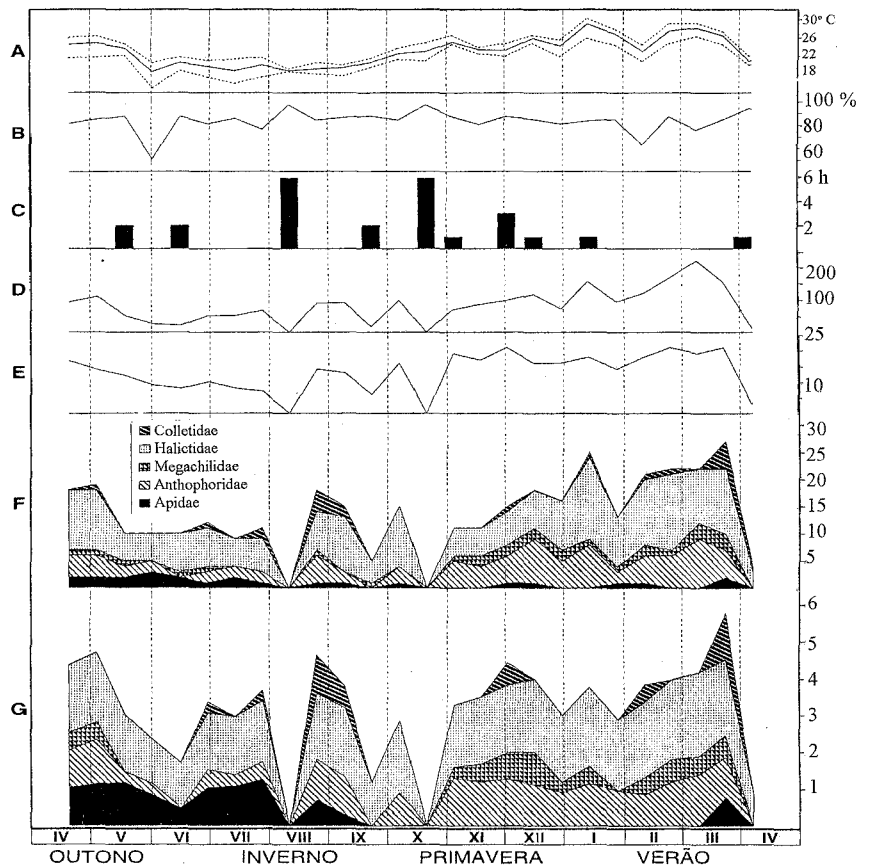 A
30° C
26
22
18
B
100 %
80
60
C
6 h
4
2
D
200
100
25
E
10
Colletidae
Halictidae
Megachilidae
Anthophoridae
Apidae
F
30
25
20
15
10
5
G
6
5
4
3
2
1
IV V VI VII VIII IX X XI XII I II III IV
OUTONO INVERNO PRIMAVERA VERÃO